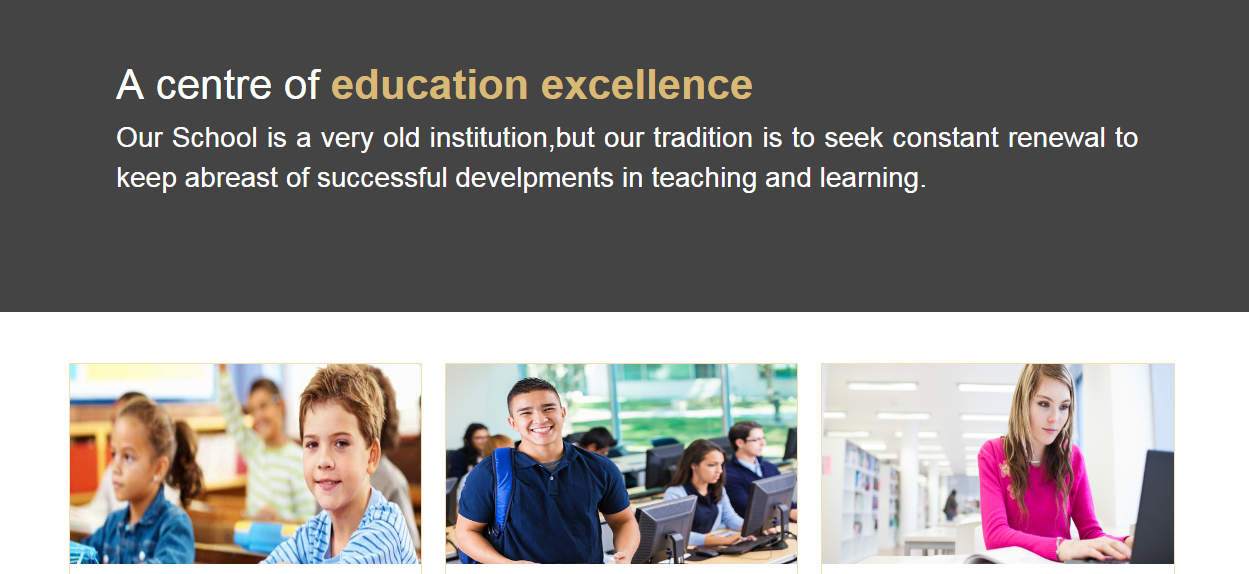 A centre of education excellence
Our School is a very old institution,but our tradition is to seek constant renewal to
keep abreast of successful develpments in teaching and learning.